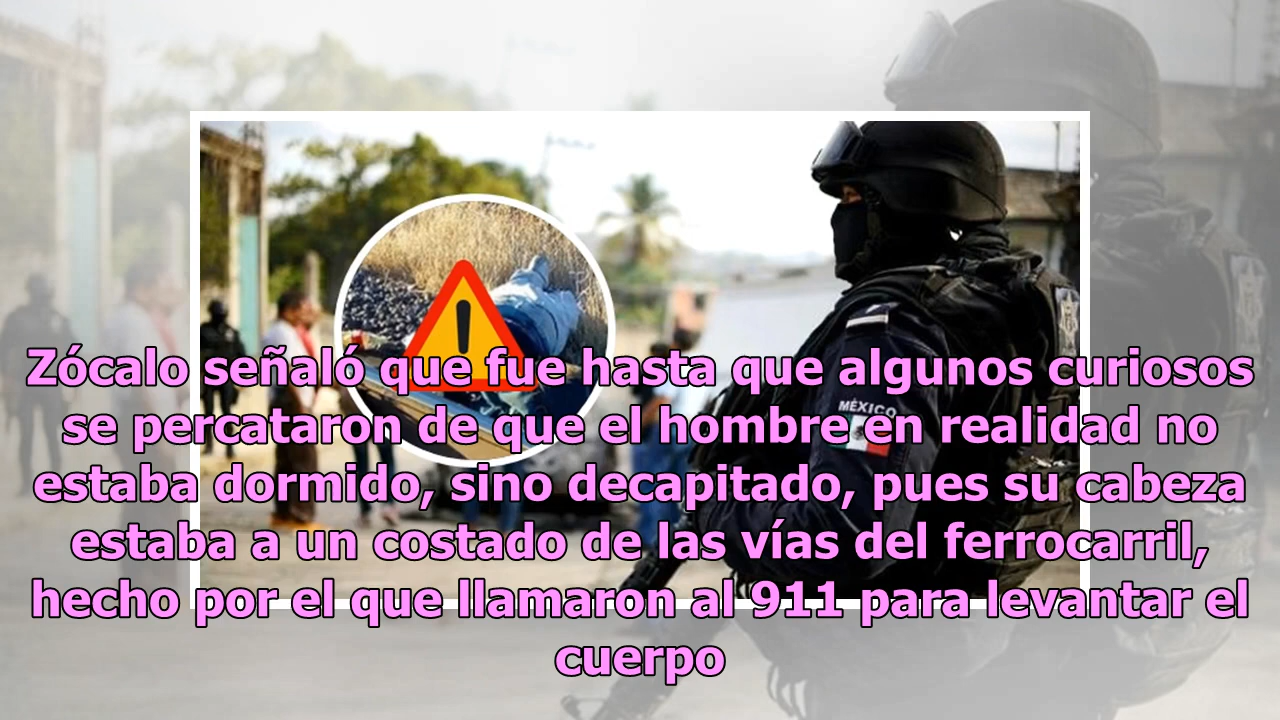 Zócalo señaló que fue hasta que algunos curiosos
se percataron de que el hombre en realidad no
estaba dormido, sino decapitado, pues su cabeza
estaba a un costado de las vías del ferrocarril,
hecho por el que llamaron al 911 para levantar el
cuerpo
MÉXICO